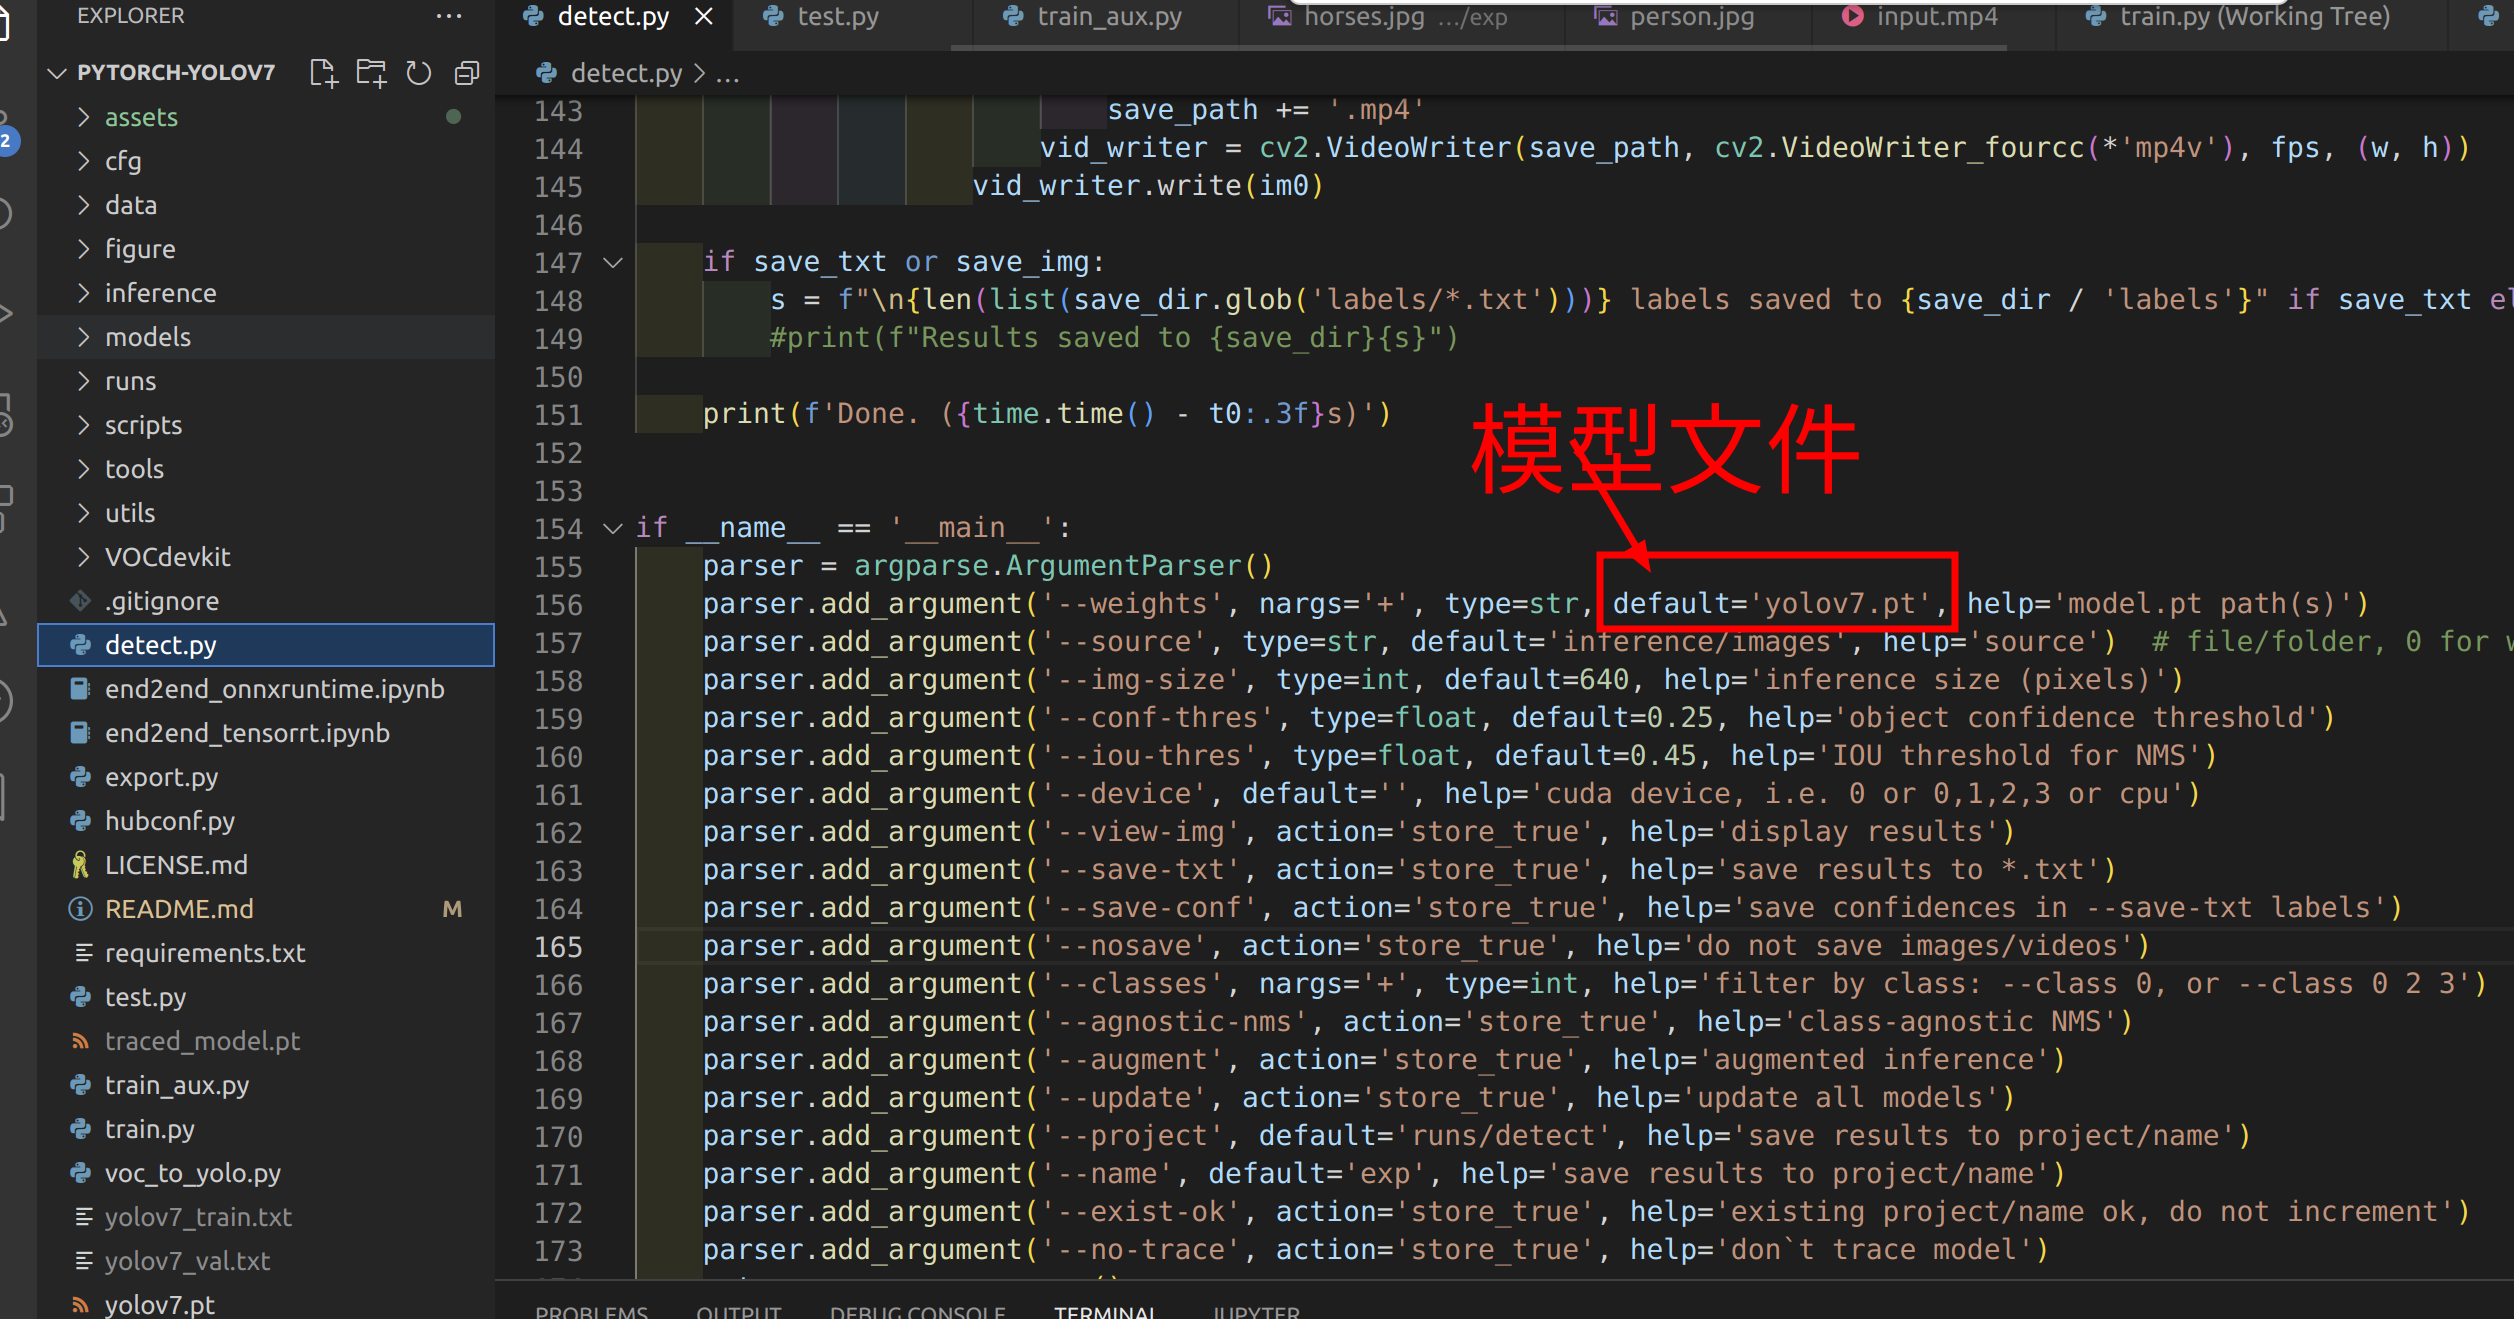 EXPLORER
PYTORCH-YOLOV7
assets
cfg
data
figure
inference
models
runs
scripts
tools
utils
VOCdevkit
.gitignore
detect.py
end2end_onnxruntime.ipynb
end2end_tensorrt.ipynb
export.py
hubconf.py
LICENSE.md
README.md M
requirements.txt
test.py
traced_model.pt
train_aux.py
train.py
voc_to_yolo.py
yolov7_train.txt
yolov7_val.txt
yolov7.pt
2
detect.py test.py train_aux.py horses.jpg .../exp person.jpg input.mp4 train.py (Working Tree)
detect.py > ...
143 save_path += '.mp4'
144 vid_writer = cv2.VideoWriter(save_path, cv2.VideoWriter_fourcc(*'mp4v'), fps, (w, h))
145 vid_writer.write(im0)
146
147 if save_txt or save_img:
148 s = f"\n{len(list(save_dir.glob('labels/*.txt')))} labels saved to {save_dir / 'labels'}" if save_txt el
149 #print(f"Results saved to {save_dir}{s}")
150
151 print(f'Done. ({time.time() - t0:.3f}s)')
模型文件
152
153
154 if __name__ == '__main__':
155 parser = argparse.ArgumentParser()
156 parser.add_argument('--weights', nargs='+', type=str, default='yolov7.pt', help='model.pt path(s)')
157 parser.add_argument('--source', type=str, default='inference/images', help='source')  # file/folder, 0 for w
158 parser.add_argument('--img-size', type=int, default=640, help='inference size (pixels)')
159 parser.add_argument('--conf-thres', type=float, default=0.25, help='object confidence threshold')
160 parser.add_argument('--iou-thres', type=float, default=0.45, help='IOU threshold for NMS')
161 parser.add_argument('--device', default='', help='cuda device, i.e. 0 or 0,1,2,3 or cpu')
162 parser.add_argument('--view-img', action='store_true', help='display results')
163 parser.add_argument('--save-txt', action='store_true', help='save results to *.txt')
164 parser.add_argument('--save-conf', action='store_true', help='save confidences in --save-txt labels')
165 parser.add_argument('--nosave', action='store_true', help='do not save images/videos')
166 parser.add_argument('--classes', nargs='+', type=int, help='filter by class: --class 0, or --class 0 2 3')
167 parser.add_argument('--agnostic-nms', action='store_true', help='class-agnostic NMS')
168 parser.add_argument('--augment', action='store_true', help='augmented inference')
169 parser.add_argument('--update', action='store_true', help='update all models')
170 parser.add_argument('--project', default='runs/detect', help='save results to project/name')
171 parser.add_argument('--name', default='exp', help='save results to project/name')
172 parser.add_argument('--exist-ok', action='store_true', help='existing project/name ok, do not increment')
173 parser.add_argument('--no-trace', action='store_true', help='don`t trace model')
PROBLEMS OUTPUT DEBUG CONSOLE TERMINAL JUPYTER